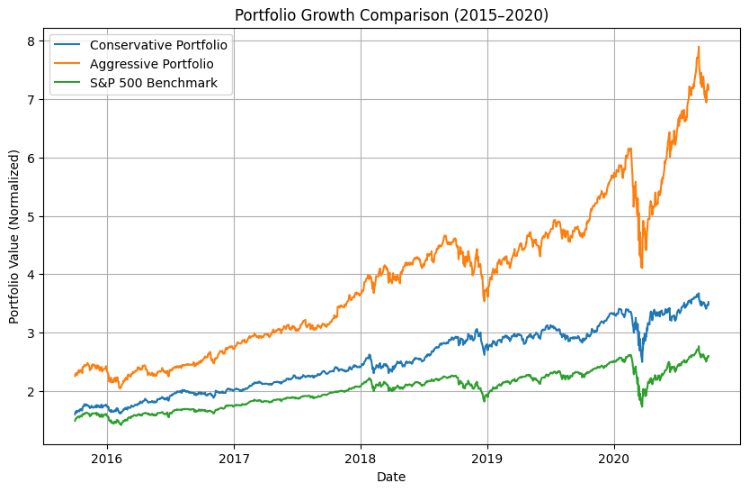 Portfolio Growth Comparison (2015–2020)
Conservative Portfolio
Aggressive Portfolio
S&P 500 Benchmark
Portfolio Value (Normalized)
8
7
6
5
4
3
2
2016 2017 2018 2019 2020
Date